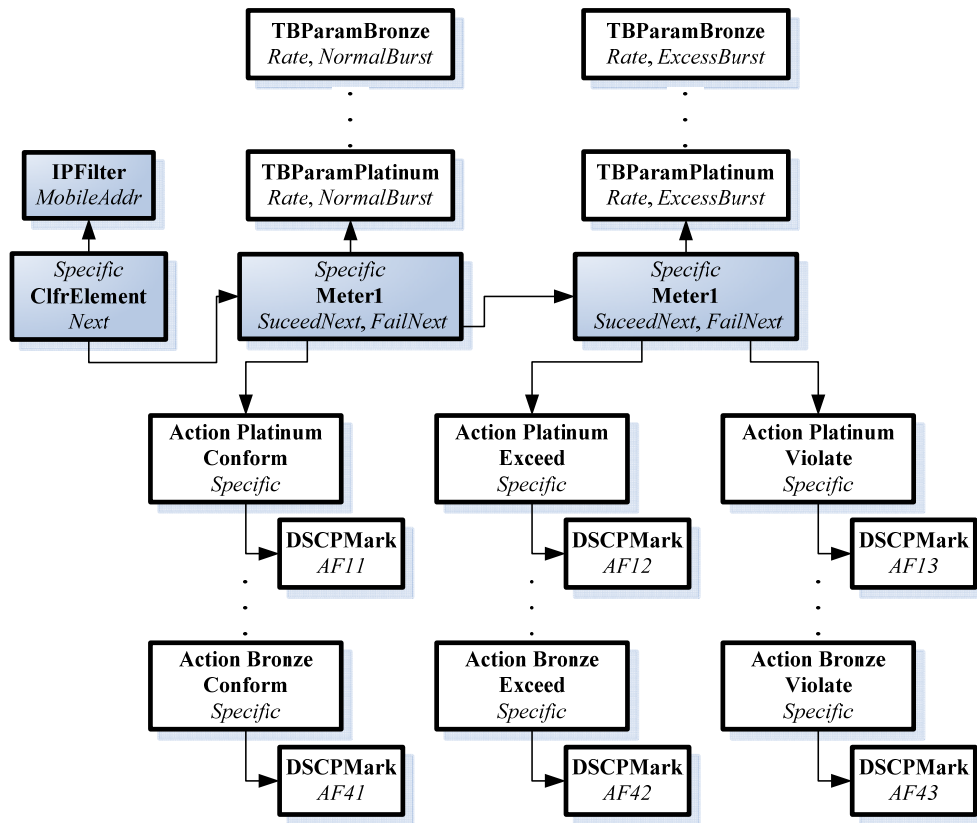 TBParamBronze
Rate, NormalBurst
TBParamBronze
Rate, ExcessBurst
IPFilter
MobileAddr
TBParamPlatinum
Rate, NormalBurst
TBParamPlatinum
Rate, ExcessBurst
Specific
ClfrElement
Next
Specific
Meter1
SuceedNext, FailNext
Specific
Meter1
SuceedNext, FailNext
Action Platinum
Conform
Specific
Action Platinum
Exceed
Specific
Action Platinum
Violate
Specific
DSCPMark
AF11
DSCPMark
AF12
DSCPMark
AF13
Action Bronze
Conform
Specific
Action Bronze
Exceed
Specific
Action Bronze
Violate
Specific
DSCPMark
AF41
DSCPMark
AF42
DSCPMark
AF43